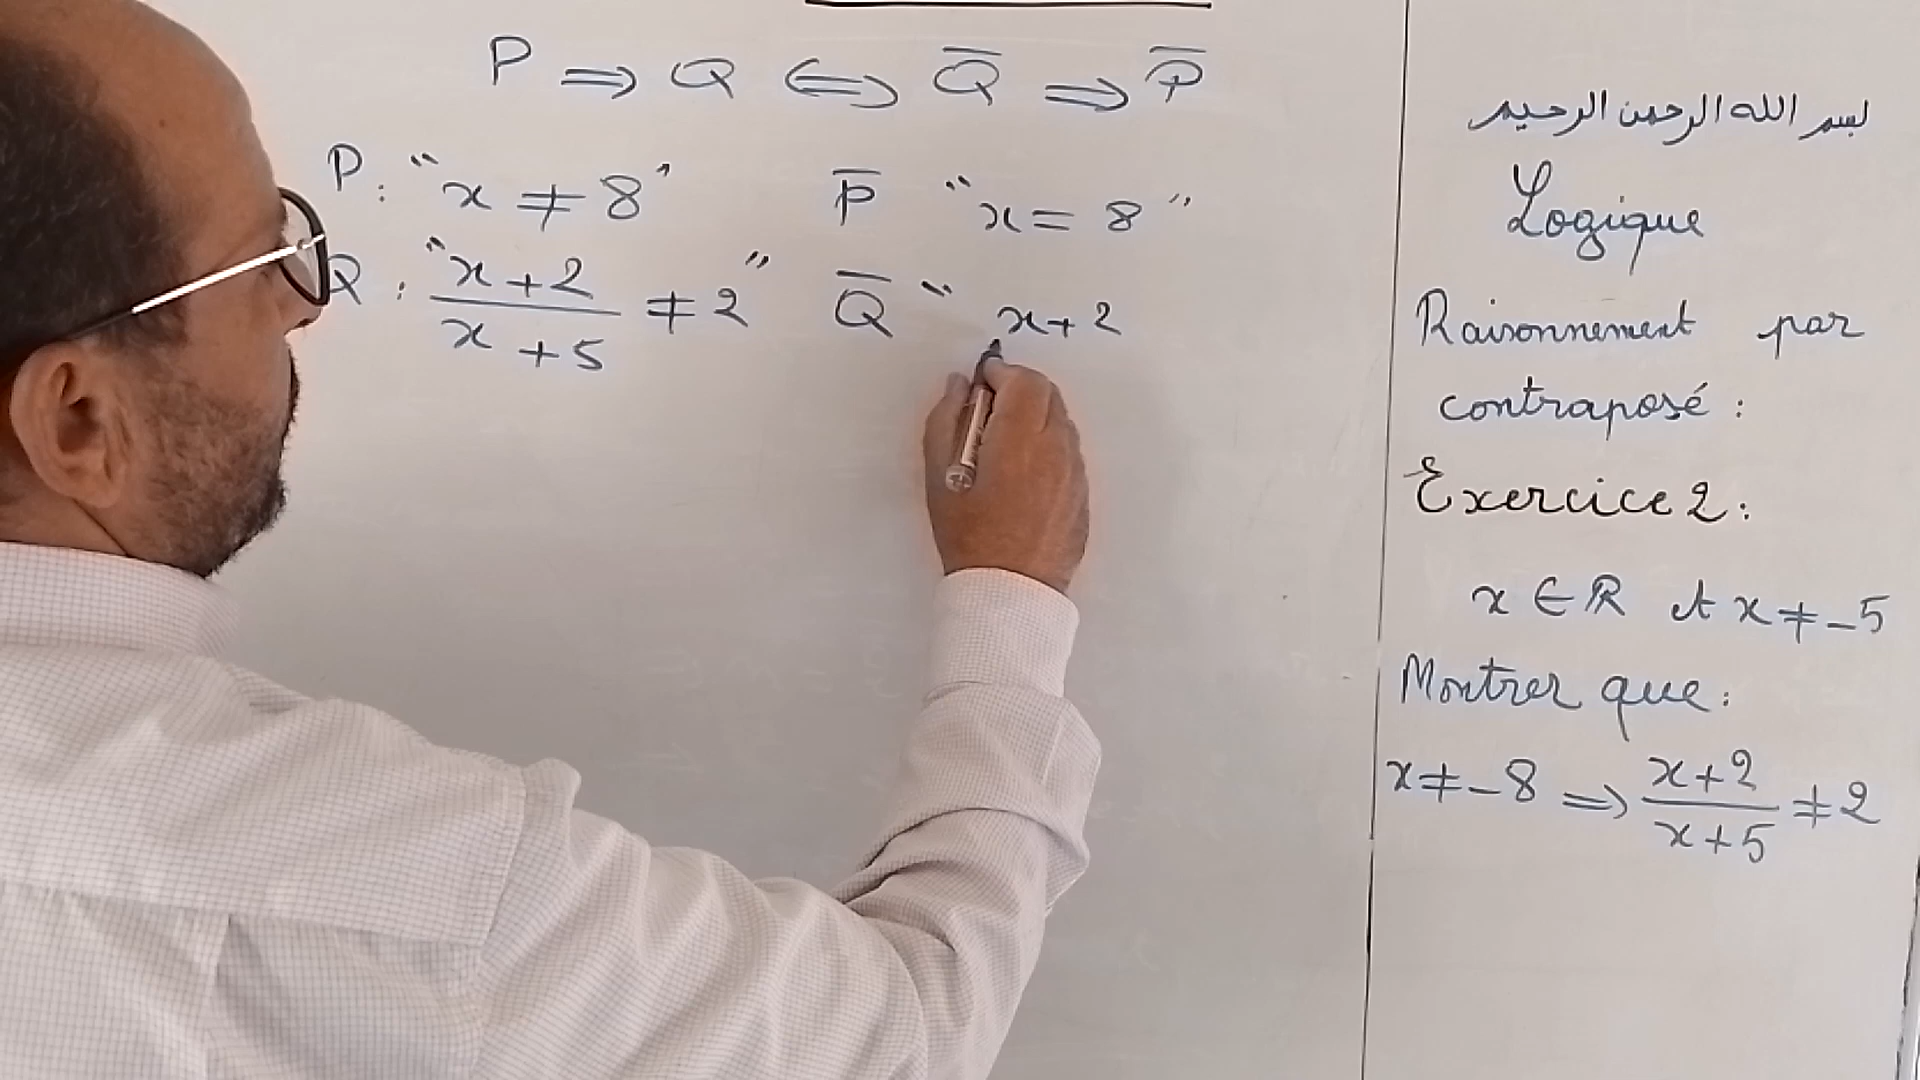 P ⇒ Q ⇔ Q̅ ⇒ P̅
P : “ x ≠ 8 ” P̅ “ x = 8 ”
Q : “ (x+2)/(x+5) ≠ 2 ” Q̅ “ x+2
بسم الله الرحمن الرحيم
Logique
Raisonnement par
contraposé :
Exercice 2 :
x ∈ ℝ et x ≠ -5
Montrer que :
x ≠ -8 ⇒ (x+2)/(x+5) ≠ 2